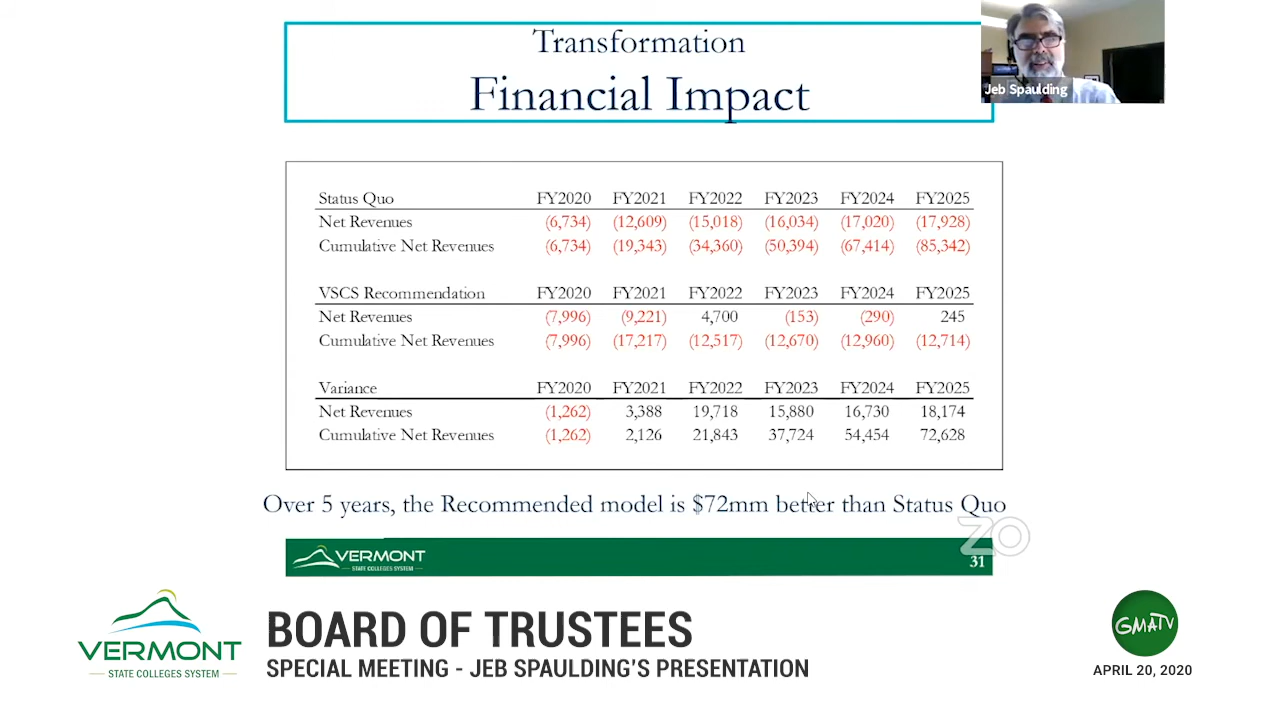 Transformation
Financial Impact
Jeb Spaulding
Status Quo FY2020 FY2021 FY2022 FY2023 FY2024 FY2025
Net Revenues (6,734) (12,609) (15,018) (16,034) (17,020) (17,928)
Cumulative Net Revenues (6,734) (19,343) (34,360) (50,394) (67,414) (85,342)
VSCS Recommendation FY2020 FY2021 FY2022 FY2023 FY2024 FY2025
Net Revenues (7,996) (9,221) 4,700 (153) (290) 245
Cumulative Net Revenues (7,996) (17,217) (12,517) (12,670) (12,960) (12,714)
Variance FY2020 FY2021 FY2022 FY2023 FY2024 FY2025
Net Revenues (1,262) 3,388 19,718 15,880 16,730 18,174
Cumulative Net Revenues (1,262) 2,126 21,843 37,724 54,454 72,628
Over 5 years, the Recommended model is $72mm better than Status Quo
zo
VERMONT
STATE COLLEGES SYSTEM
31
VERMONT
STATE COLLEGES SYSTEM
BOARD OF TRUSTEES
SPECIAL MEETING - JEB SPAULDING'S PRESENTATION
GMATV
APRIL 20, 2020